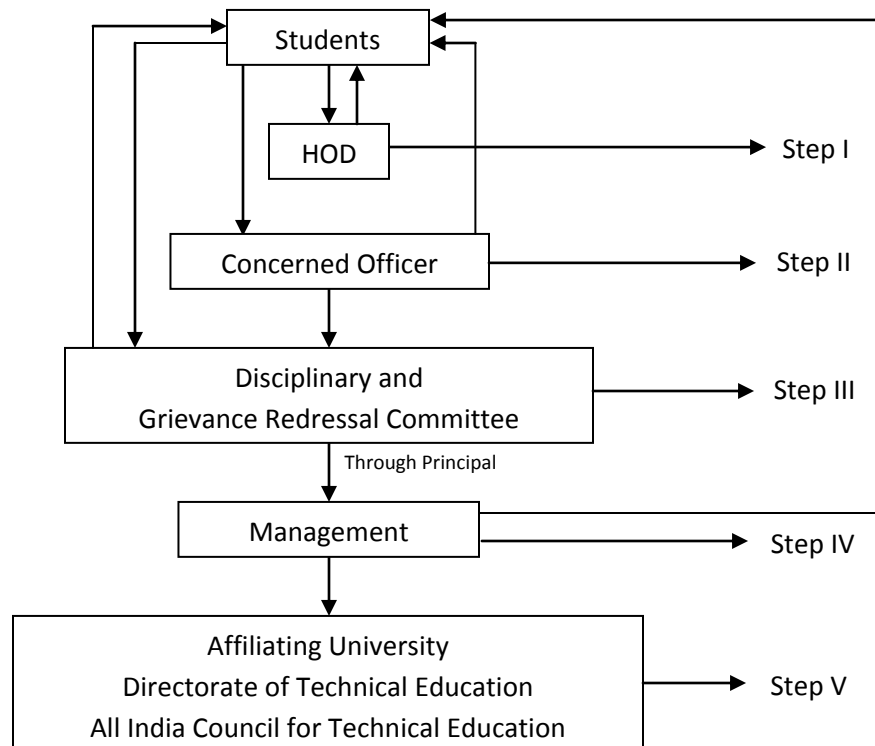 Students
HOD
Step I
Concerned Officer
Step II
Disciplinary and
Grievance Redressal Committee
Step III
Through Principal
Management
Step IV
Affiliating University
Directorate of Technical Education
All India Council for Technical Education
Step V